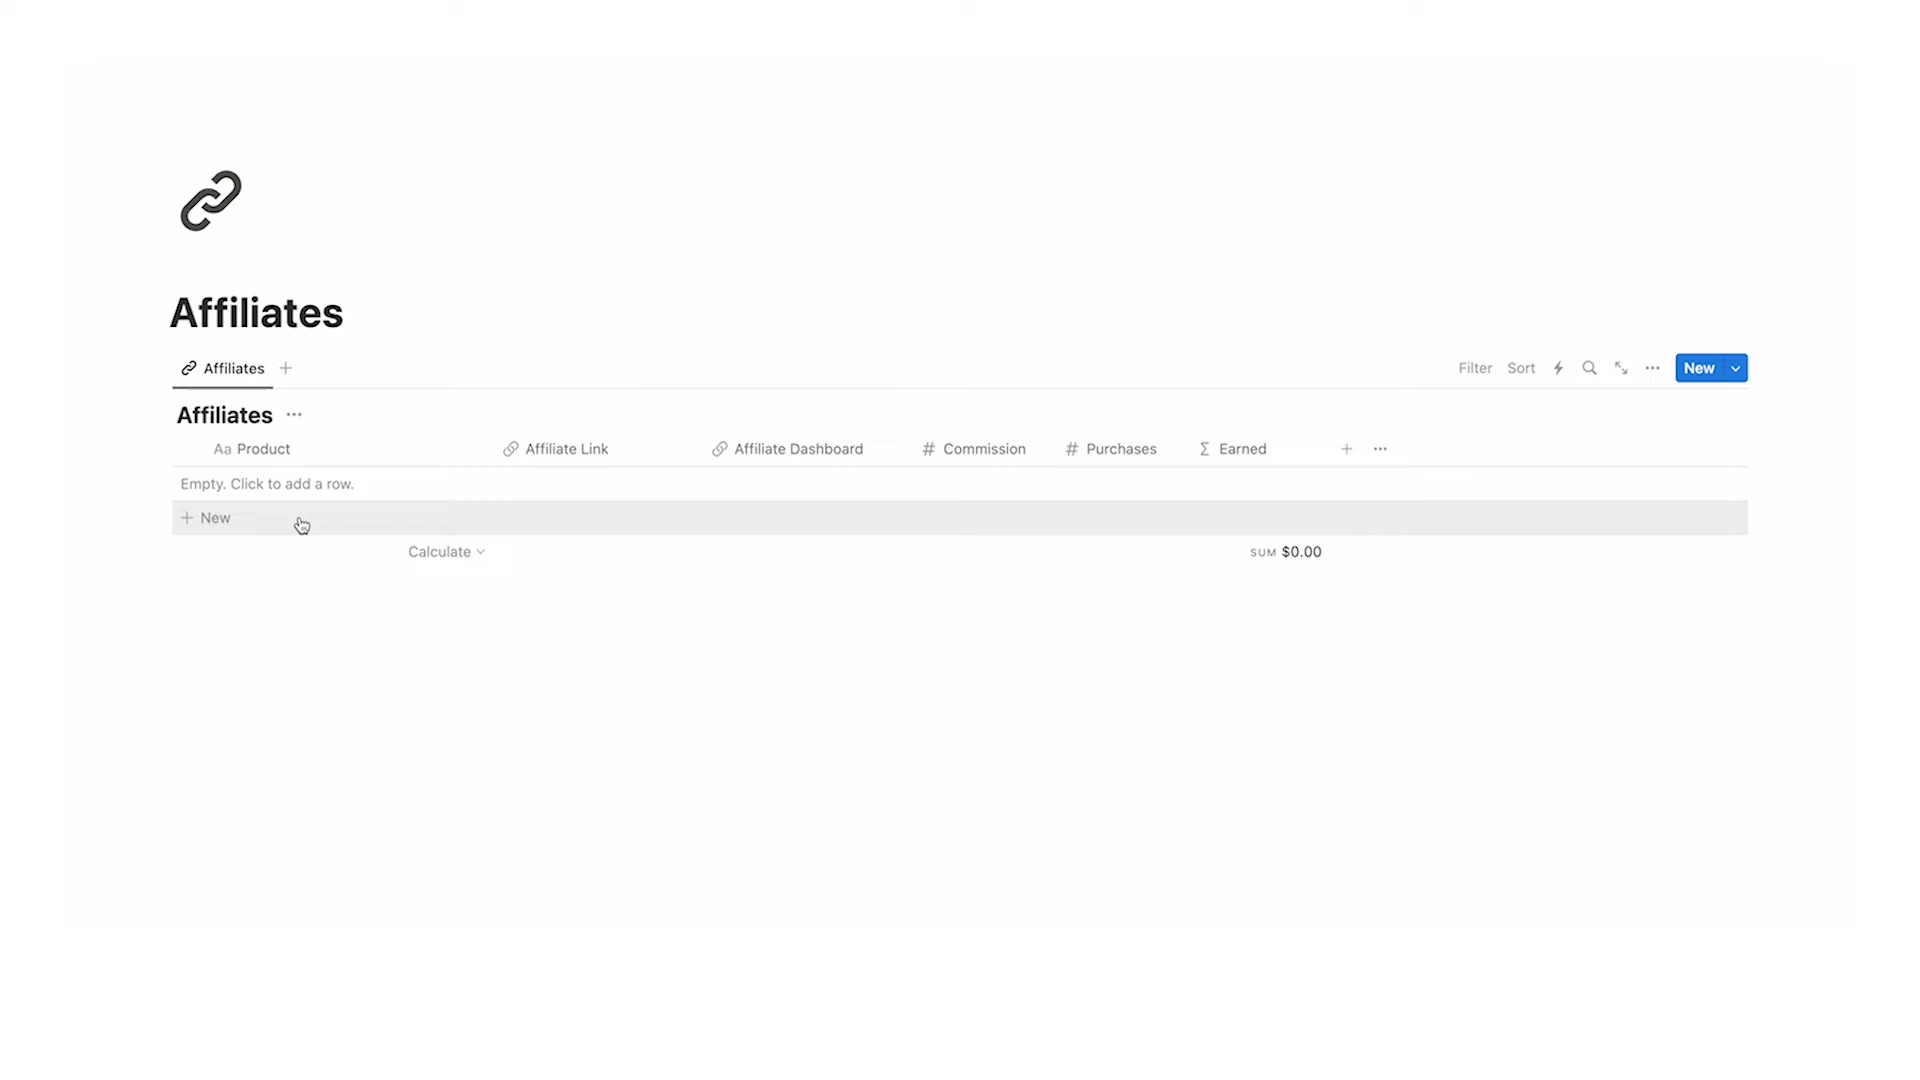 Affiliates
Affiliates
Filter Sort New
Affiliates
Aa Product Affiliate Link Affiliate Dashboard # Commission # Purchases Σ Earned
Empty. Click to add a row.
+ New
Calculate SUM $0.00